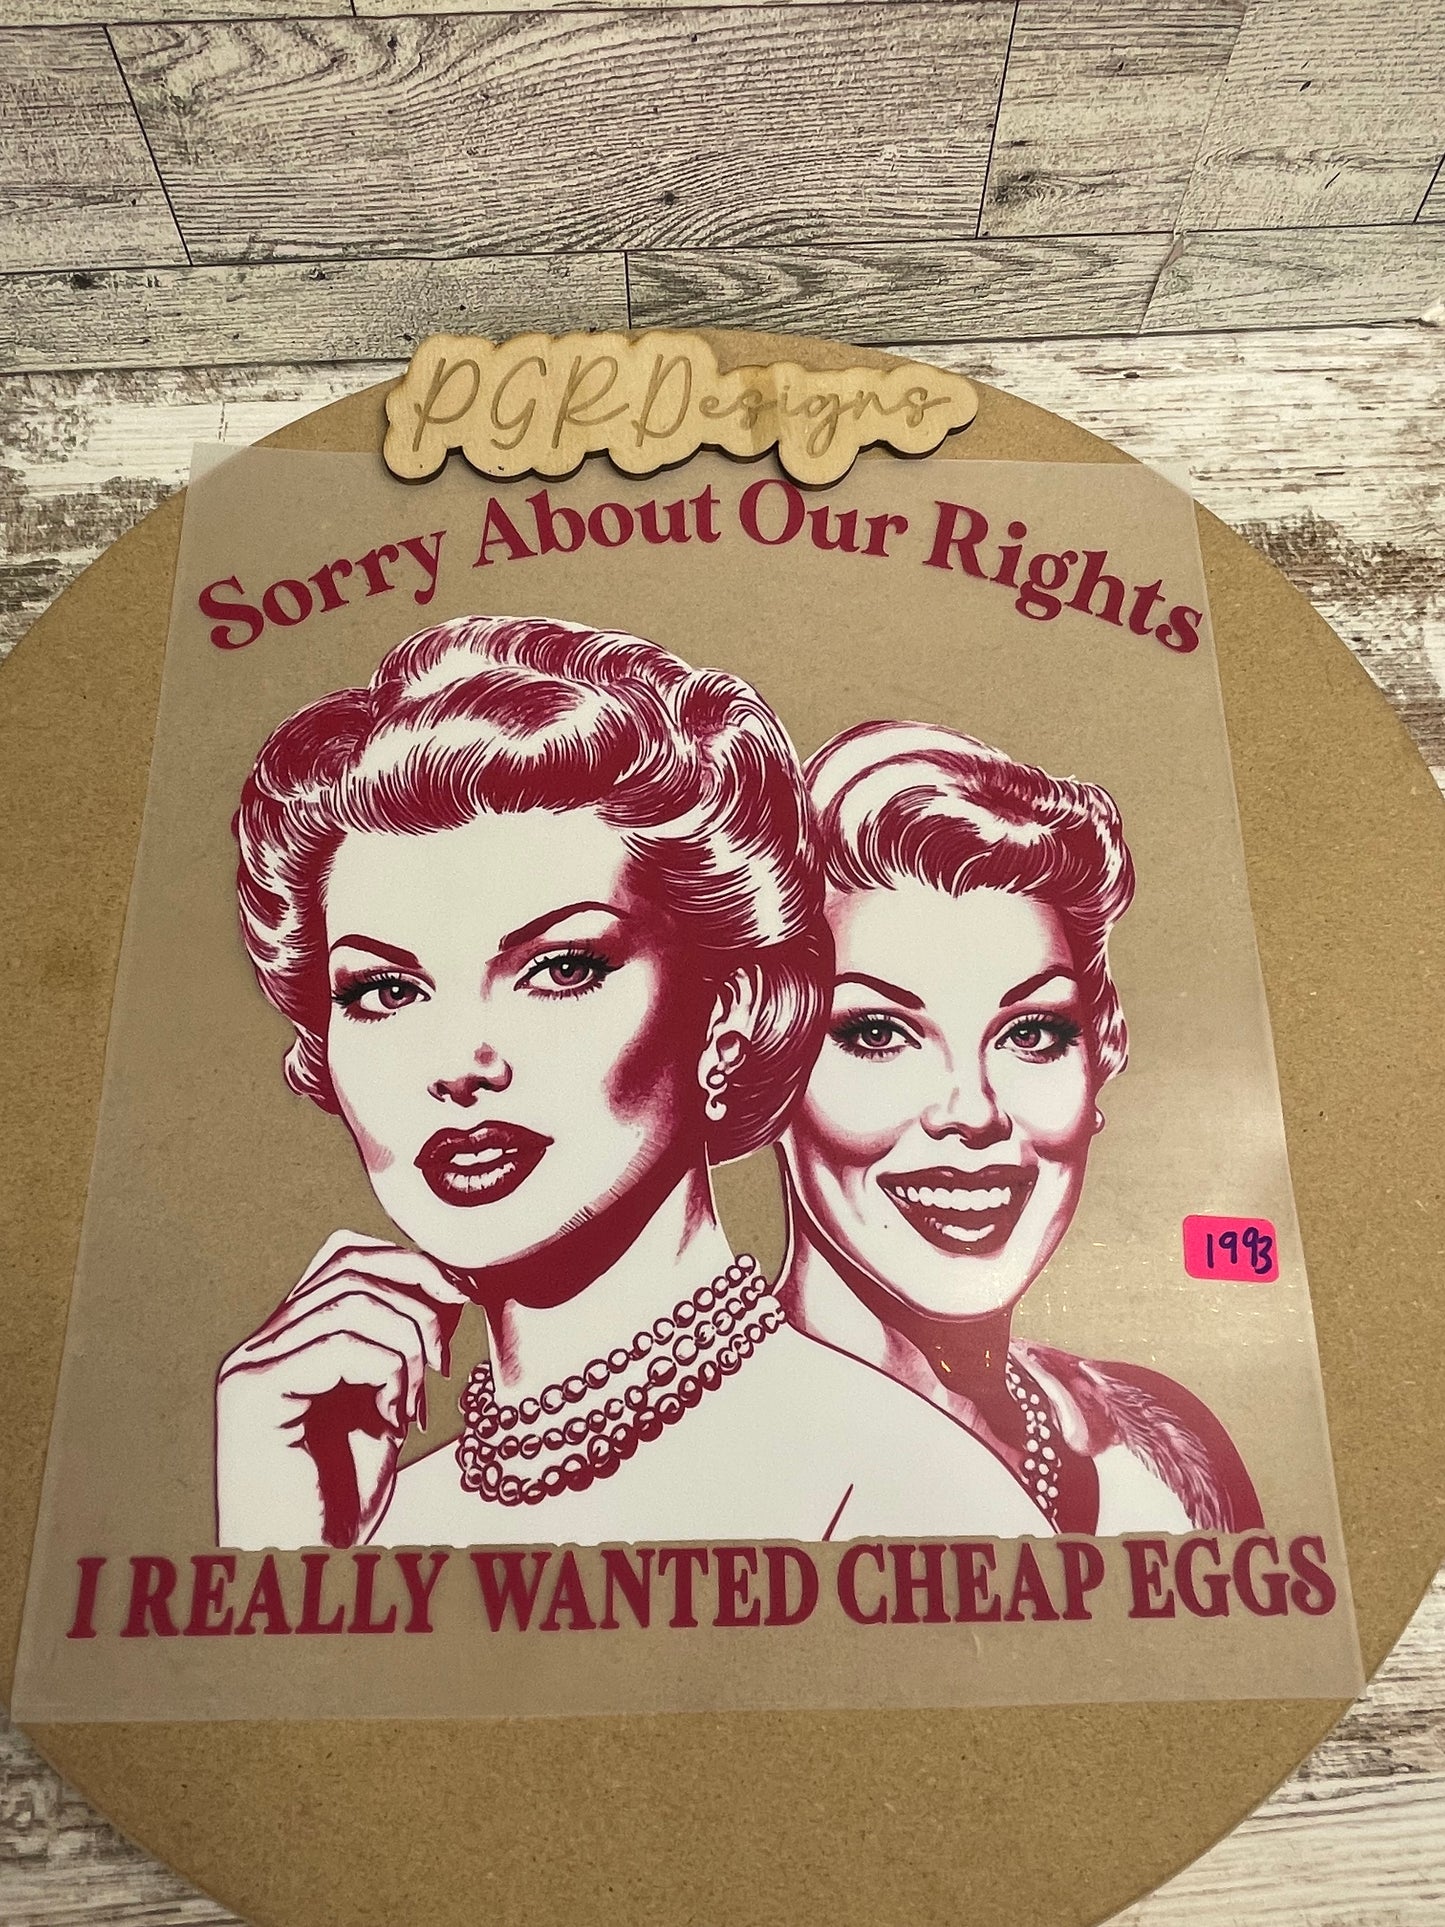 PGRDesigns
Sorry About Our Rights
1993
I REALLY WANTED CHEAP EGGS